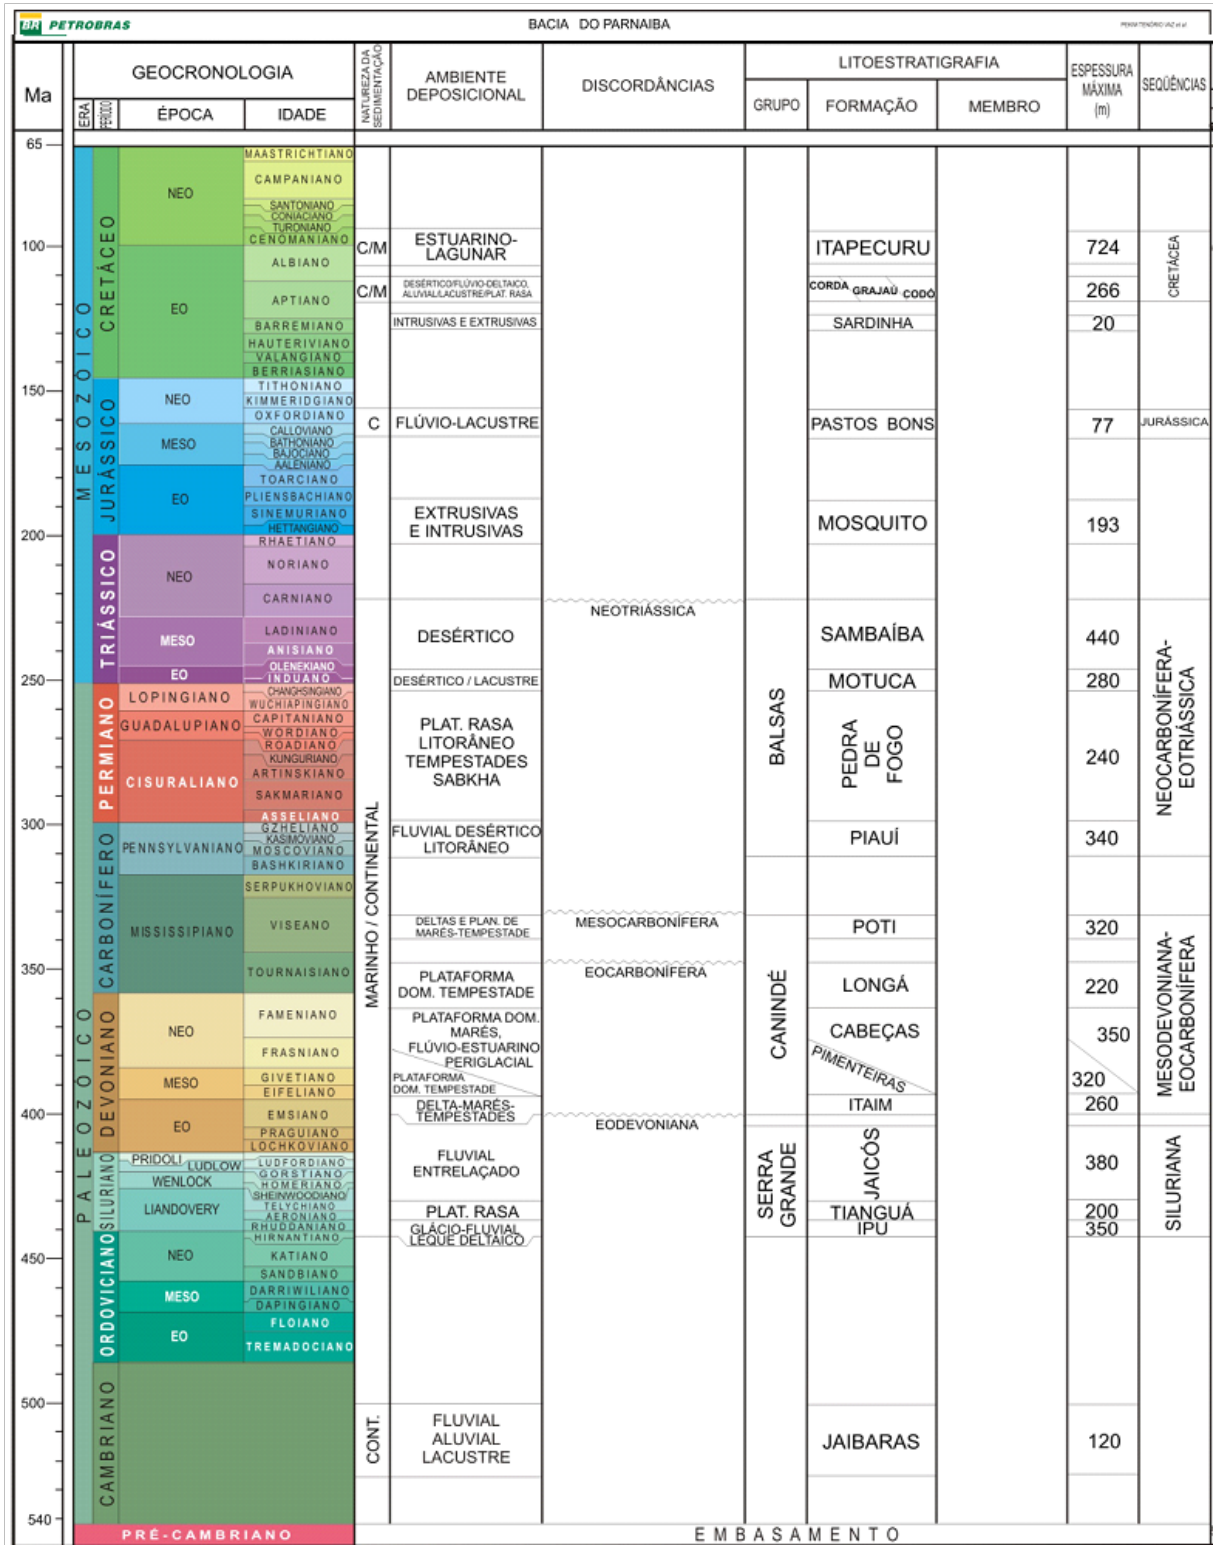 BR PETROBRAS
BACIA DO PARNAIBA
Ma
GEOCRONOLOGIA
ERA
PERÍODO
ÉPOCA
IDADE
NATUREZA DA
SEDIMENTAÇÃO
AMBIENTE
DEPOSICIONAL
DISCORDÂNCIAS
LITOESTRATIGRAFIA
GRUPO
FORMAÇÃO
MEMBRO
ESPESSURA
MÁXIMA
(m)
SEQÜÊNCIAS
65
100
150
200
250
300
350
400
450
500
540
MESOZÓICO
PALEOZÓICO
CRETÁCEO
JURÁSSICO
TRIÁSSICO
PERMIANO
CARBONÍFERO
DEVONIANO
SILURIANO
ORDOVICIANO
CAMBRIANO
NEO
EO
NEO
MESO
EO
NEO
MESO
EO
LOPINGIANO
GUADALUPIANO
CISURALIANO
PENNSYLVANIANO
MISSISSIPIANO
NEO
MESO
EO
PRIDOLI
LUDLOW
WENLOCK
LIANDOVERY
NEO
MESO
EO
MAASTRICHTIANO
CAMPANIANO
SANTONIANO
CONIACIANO
TURONIANO
CENOMANIANO
ALBIANO
APTIANO
BARREMIANO
HAUTERIVIANO
VALANGIANO
BERRIASIANO
TITHONIANO
KIMMERIDGIANO
OXFORDIANO
CALLOVIANO
BATHONIANO
BAJOCIANO
AALENIANO
TOARCIANO
PLIENSBACHIANO
SINEMURIANO
HETTANGIANO
RHAETIANO
NORIANO
CARNIANO
LADINIANO
ANISIANO
OLENEKIANO
INDUANO
CHANGHSINGIANO
WUCHIAPINGIANO
CAPITANIANO
WORDIANO
ROADIANO
KUNGURIANO
ARTINSKIANO
SAKMARIANO
ASSELIANO
GZHELIANO
KASIMOVIANO
MOSCOVIANO
BASHKIRIANO
SERPUKHOVIANO
VISEANO
TOURNAISIANO
FAMENIANO
FRASNIANO
GIVETIANO
EIFELIANO
EMSIANO
PRAGUIANO
LOCHKOVIANO
LUDFORDIANO
GORSTIANO
HOMERIANO
SHEINWOODIANO
TELYCHIANO
AERONIANO
RHUDDANIANO
HIRNANTIANO
KATIANO
SANDBIANO
DARRIWILIANO
DAPINGIANO
FLOIANO
TREMADOCIANO
PRÉ-CAMBRIANO
C/M
C/M
C
MARINHO / CONTINENTAL
CONT.
ESTUARINO-
LAGUNAR
DESÉRTICO/FLÚVIO-DELTAICO,
ALUVIAL/LACUSTRE/PLAT. RASA
INTRUSIVAS E EXTRUSIVAS
FLÚVIO-LACUSTRE
EXTRUSIVAS
E INTRUSIVAS
DESÉRTICO
DESÉRTICO / LACUSTRE
PLAT. RASA
LITORÂNEO
TEMPESTADES
SABKHA
FLUVIAL DESÉRTICO
LITORÂNEO
DELTAS E PLAN. DE
MARÉS-TEMPESTADE
PLATAFORMA
DOM. TEMPESTADE
PLATAFORMA DOM.
MARÉS,
FLÚVIO-ESTUARINO
PERIGLACIAL
PLATAFORMA
DOM. TEMPESTADE
DELTA-MARÉS-
TEMPESTADES
FLUVIAL
ENTRELAÇADO
PLAT. RASA
GLÁCIO-FLUVIAL
LEQUE DELTAICO
FLUVIAL
ALUVIAL
LACUSTRE
NEOTRIÁSSICA
MESOCARBONÍFERA
EOCARBONÍFERA
EODEVONIANA
BALSAS
CANINDÉ
SERRA
GRANDE
ITAPECURU
CORDA
GRAJAÚ
CODÓ
SARDINHA
PASTOS BONS
MOSQUITO
SAMBAÍBA
MOTUCA
PEDRA
DE
FOGO
PIAUÍ
POTI
LONGÁ
CABEÇAS
PIMENTEIRAS
ITAIM
JAICÓS
TIANGUÁ
IPU
JAIBARAS
724
266
20
77
193
440
280
240
340
320
220
350
320
260
380
200
350
120
CRETÁCEA
JURÁSSICA
NEOCARBONÍFERA-
EOTRIÁSSICA
MESODEVONIANA-
EOCARBONÍFERA
SILURIANA
EMBASAMENTO